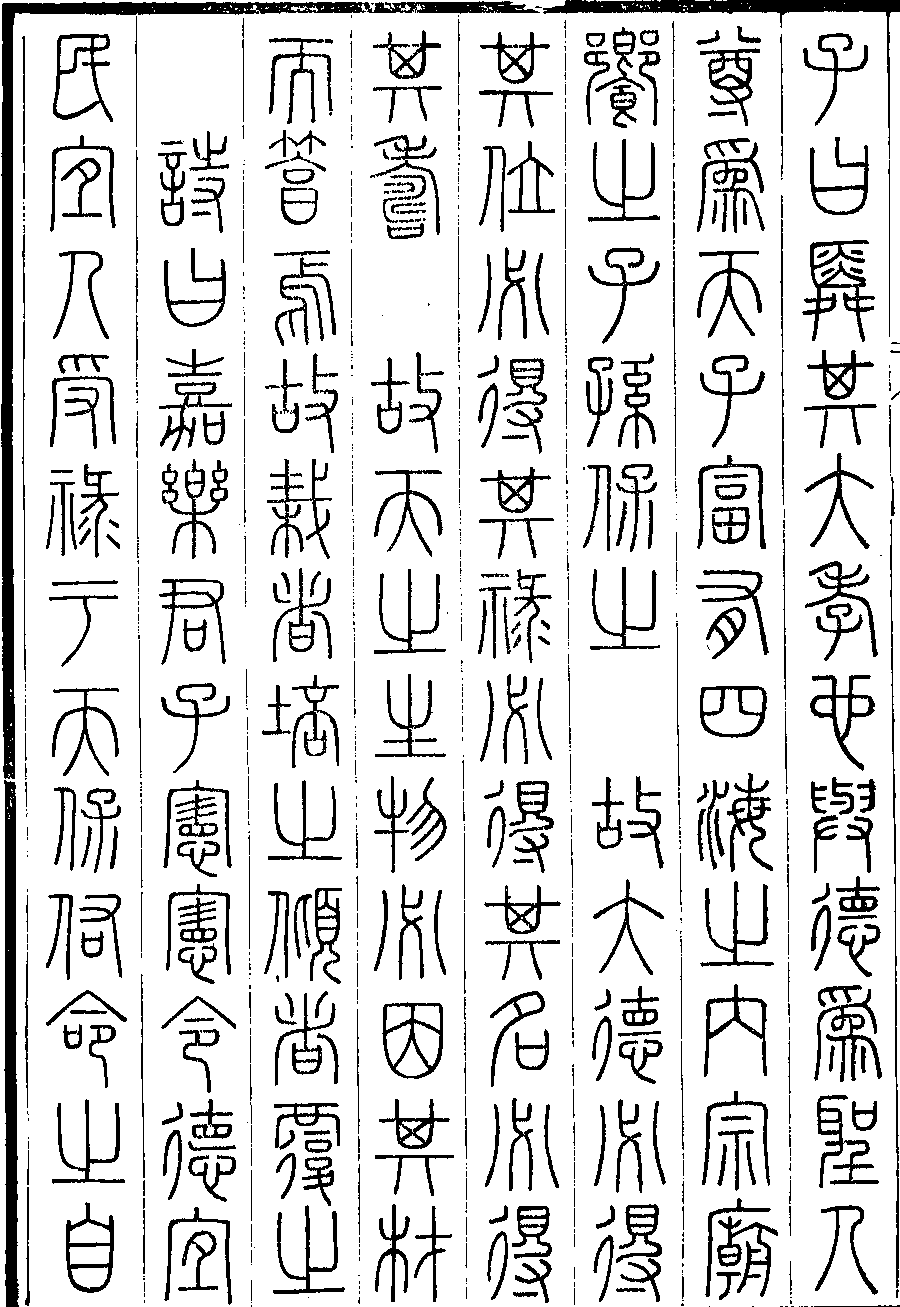 子曰舜其大孝也與德爲聖人
尊爲天子富有四海之内宗廟
饗之子孫保之　故大德必得
其位必得其祿必得其名必得
其壽　故天之生物必因其材
而篤焉故栽者培之傾者覆之
詩曰嘉樂君子憲憲令德宜
民宜人受祿于天保佑命之自